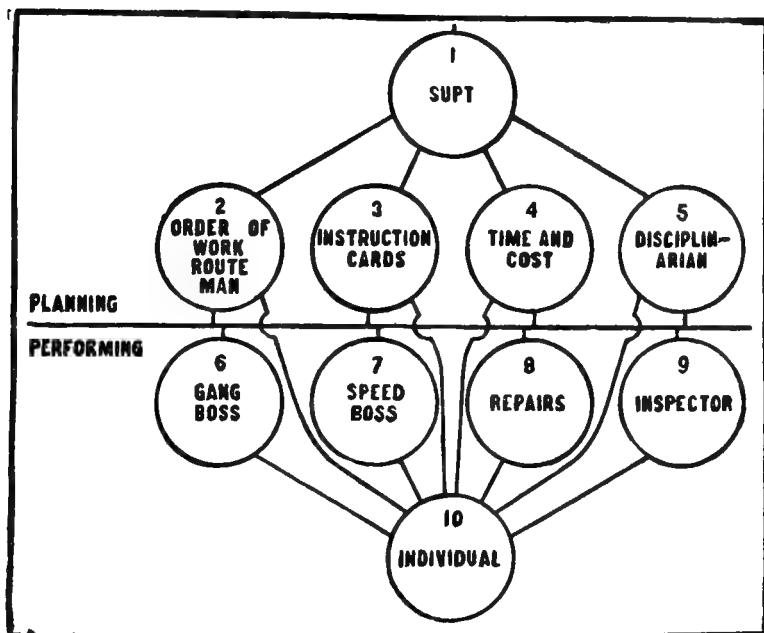 1
SUPT
2
ORDER OF
WORK
ROUTE
MAN
3
INSTRUCTION
CARDS
4
TIME AND
COST
5
DISCIPLIN-
ARIAN
PLANNING
PERFORMING
6
GANG
BOSS
7
SPEED
BOSS
8
REPAIRS
9
INSPECTOR
10
INDIVIDUAL